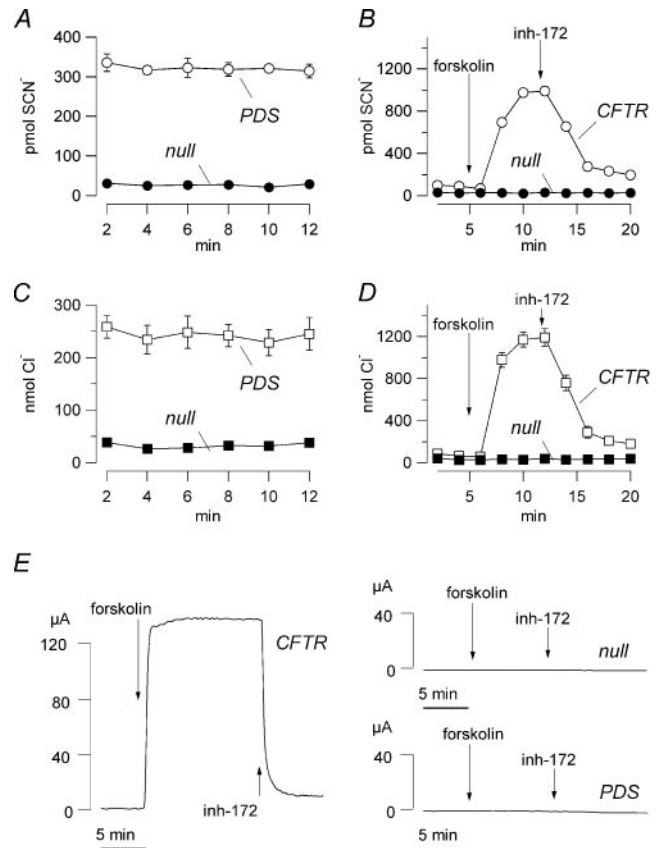 A
400
300
200
100
0
pmol SCN-
PDS
null
2 4 6 8 10 12
min
B
inh-172
1200
800
400
0
pmol SCN-
forskolin
CFTR
null
5 10 15 20
min
C
300
200
100
0
nmol Cl-
PDS
null
2 4 6 8 10 12
min
D
inh-172
1200
800
400
0
nmol Cl-
forskolin
CFTR
null
5 10 15 20
min
E
µA
forskolin
CFTR
120
80
40
0
inh-172
5 min
µA
forskolin
40
inh-172
0
null
5 min
µA
forskolin
40
inh-172
0
PDS
5 min